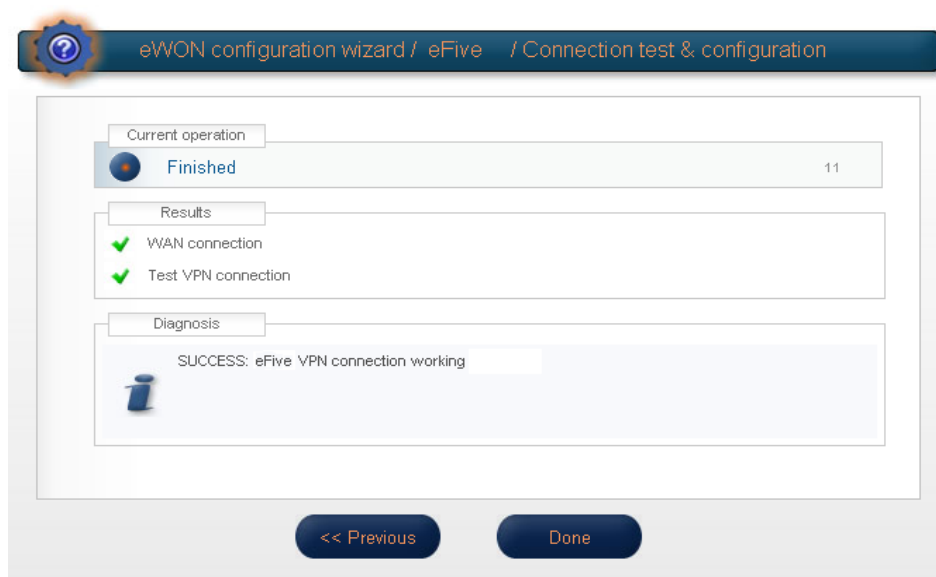 eWON configuration wizard / eFive / Connection test & configuration
Current operation
Finished 11
Results
WAN connection
Test VPN connection
Diagnosis
SUCCESS: eFive VPN connection working
<< Previous
Done